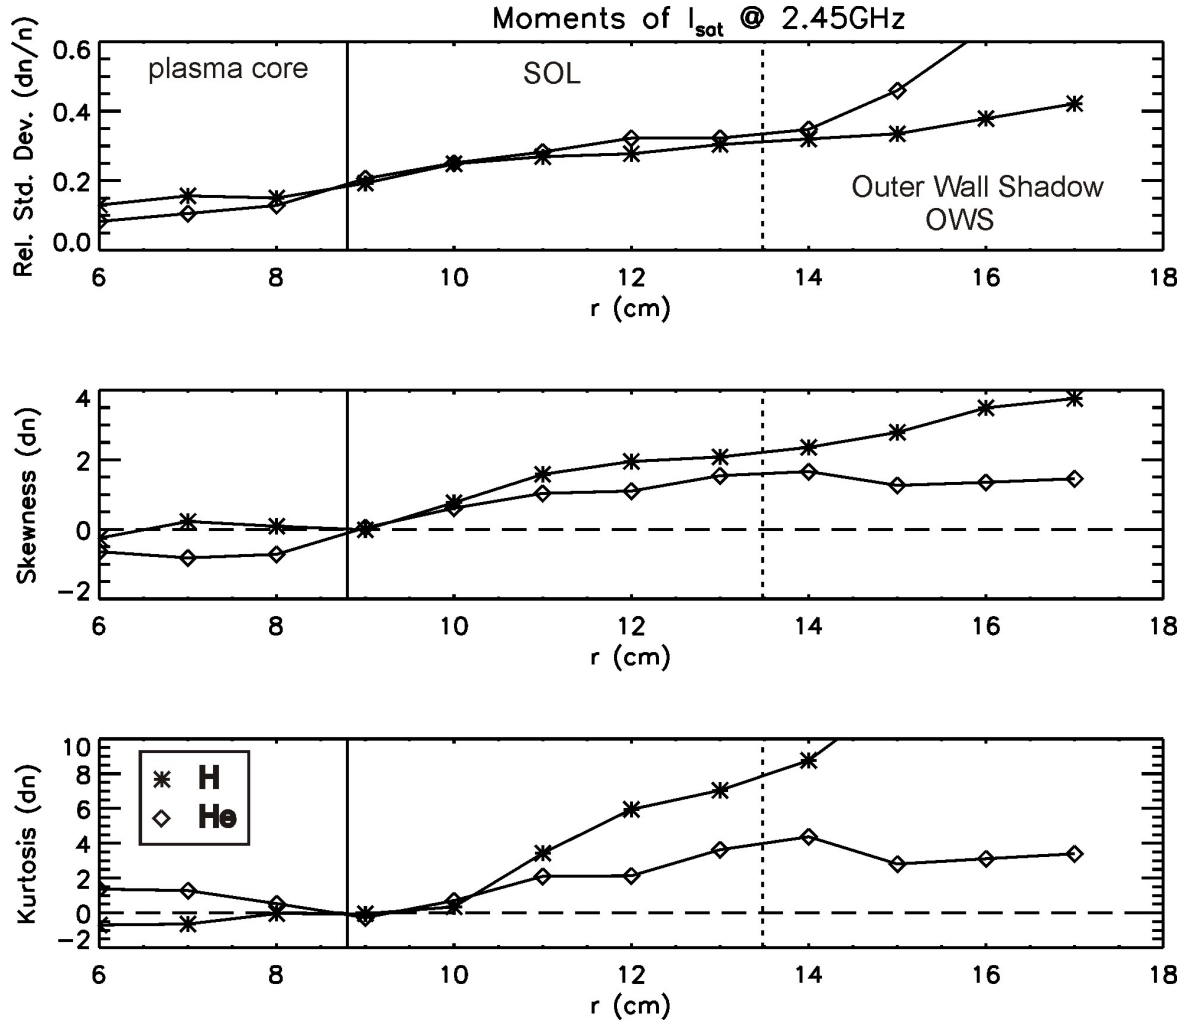 Moments of Isat @ 2.45GHz
Rel. Std. Dev. (dn/n)
0.6
0.4
0.2
0.0
plasma core
SOL
Outer Wall Shadow
OWS
6 8 10 12 14 16 18
r (cm)
Skewness (dn)
4
2
0
-2
6 8 10 12 14 16 18
r (cm)
Kurtosis (dn)
10
8
6
4
2
0
-2
H
He
6 8 10 12 14 16 18
r (cm)